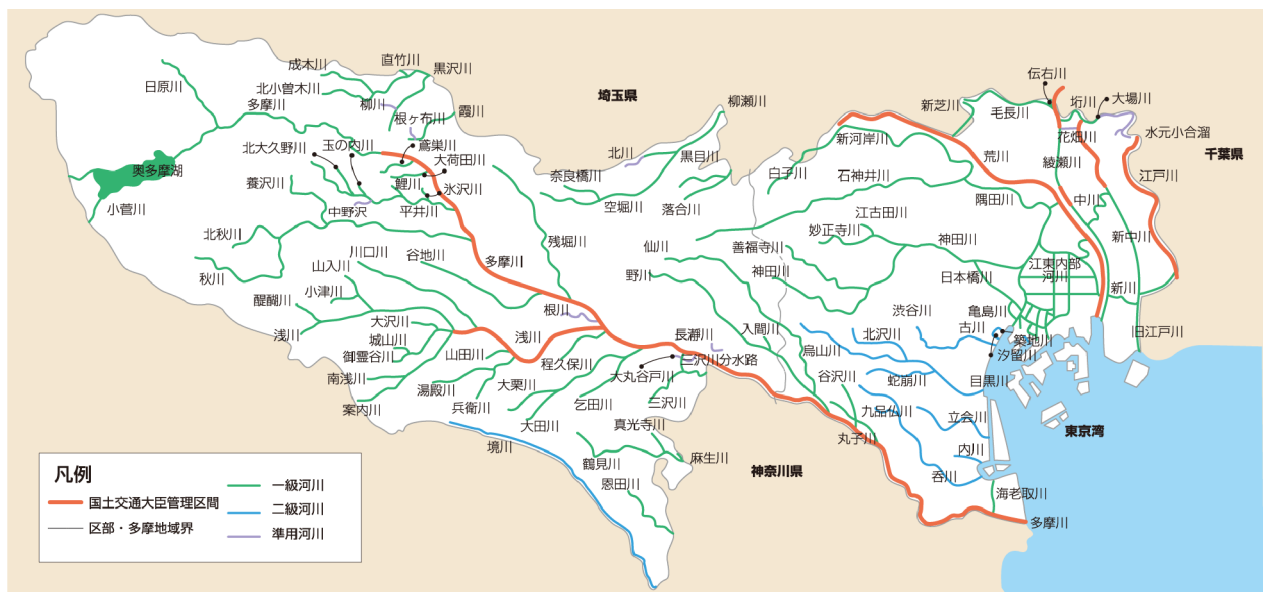 直竹川
成木川
黒沢川
伝右川
日原川
北小曽木川
埼玉県
垳川
大場川
多摩川
柳川
霞川
柳瀬川
新芝川
毛長川
根ヶ布川
花畑川
水元小合溜
北大久野川
玉の内川
鳶巣川
大荷田川
北川
黒目川
新河岸川
荒川
綾瀬川
千葉県
奥多摩湖
養沢川
鯉川
氷沢川
奈良橋川
白子川
石神井川
江戸川
小菅川
中野沢
平井川
空堀川
落合川
江古田川
隅田川
中川
北秋川
残堀川
仙川
善福寺川
妙正寺川
神田川
新中川
川口川
谷地川
秋川
山入川
多摩川
野川
神田川
日本橋川
江東内部
河川
新川
醍醐川
小津川
根川
渋谷川
亀島川
浅川
大沢川
浅川
長瀞川
入間川
北沢川
古川
築地川
旧江戸川
城山川
御霊谷川
山田川
程久保川
三沢川分水路
烏山川
汐留川
南浅川
湯殿川
大栗川
大丸谷戸川
谷沢川
蛇崩川
目黒川
案内川
兵衛川
乞田川
三沢川
九品仏川
立会川
東京湾
大田川
真光寺川
丸子川
境川
内川
鶴見川
麻生川
神奈川県
呑川
恩田川
海老取川
多摩川
凡例
国土交通大臣管理区間
区部・多摩地域界
一級河川
二級河川
準用河川